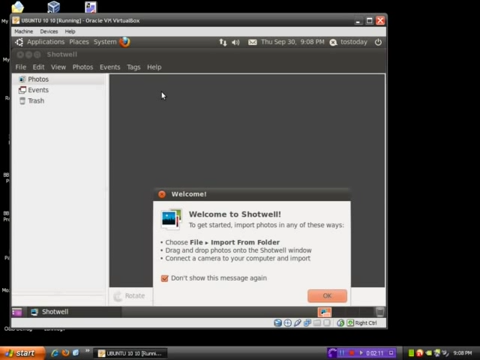 UBUNTU 10 10 [Running] - Oracle VM VirtualBox
Machine Devices Help
Applications Places System Thu Sep 30, 9:08 PM tostoday
Shotwell
File Edit View Photos Events Tags Help
Photos
Events
Trash
Welcome!
Welcome to Shotwell!
To get started, import photos in any of these ways:
• Choose File ▸ Import From Folder
• Drag and drop photos onto the Shotwell window
• Connect a camera to your computer and import
Don't show this message again
OK
Rotate
Shotwell
Right Ctrl
start UBUNTU 10 10 [Runni... 0:02:11 9:08 PM